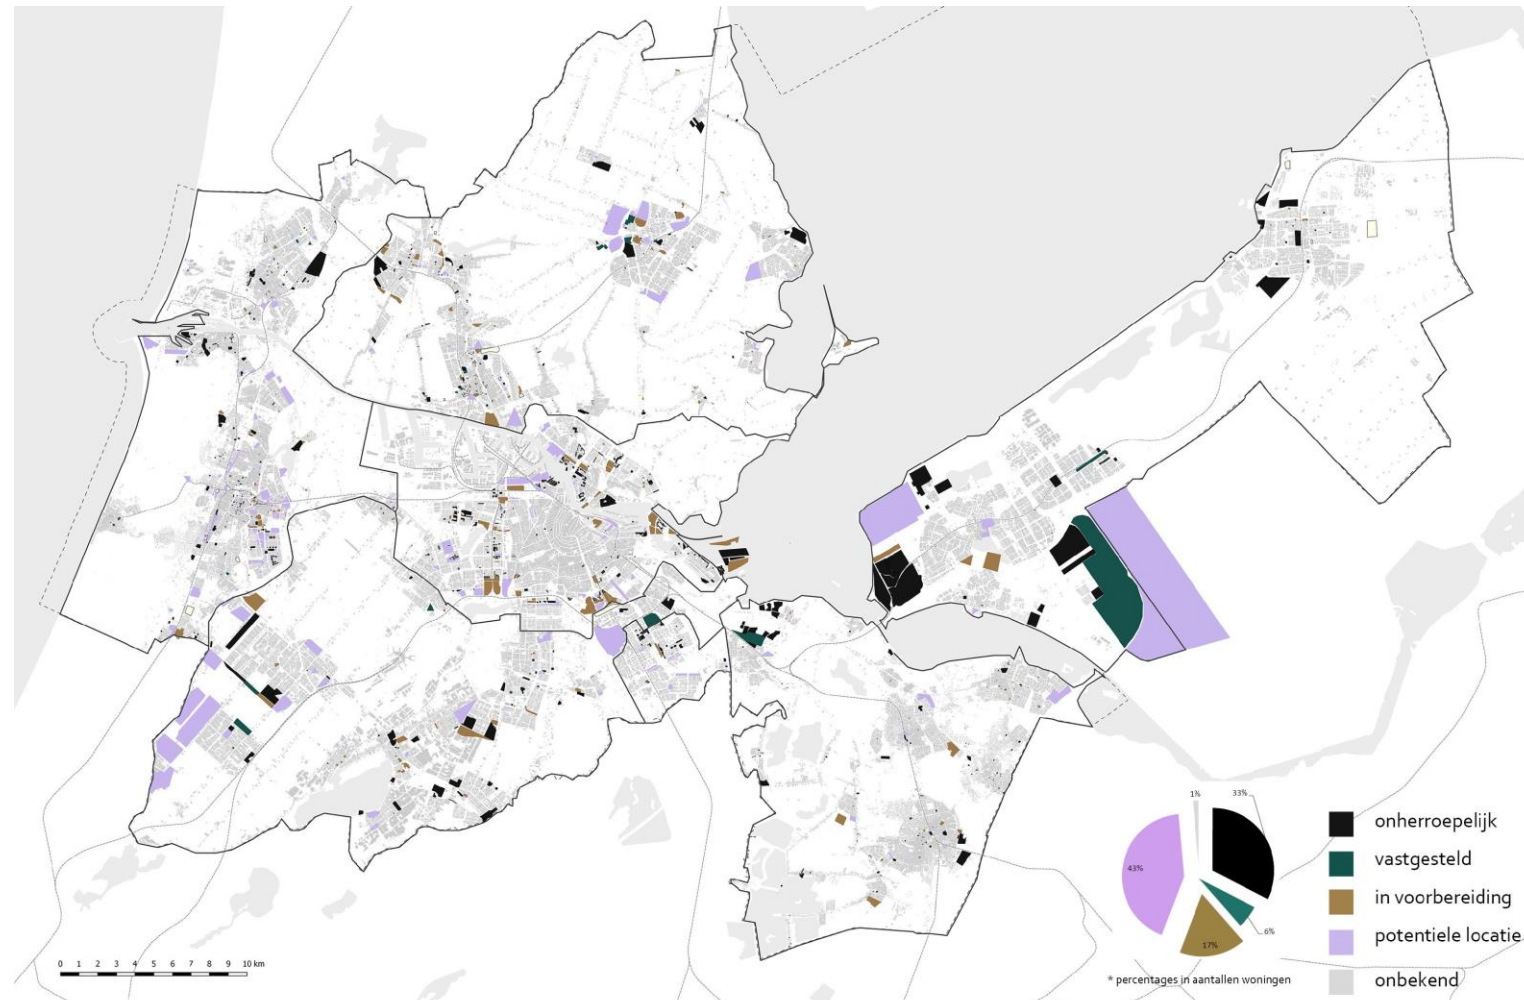 1%
33%
43%
6%
17%
onherroepelijk
vastgesteld
in voorbereiding
potentiele locatie
onbekend
* percentages in aantallen woningen
0 1 2 3 4 5 6 7 8 9 10 km